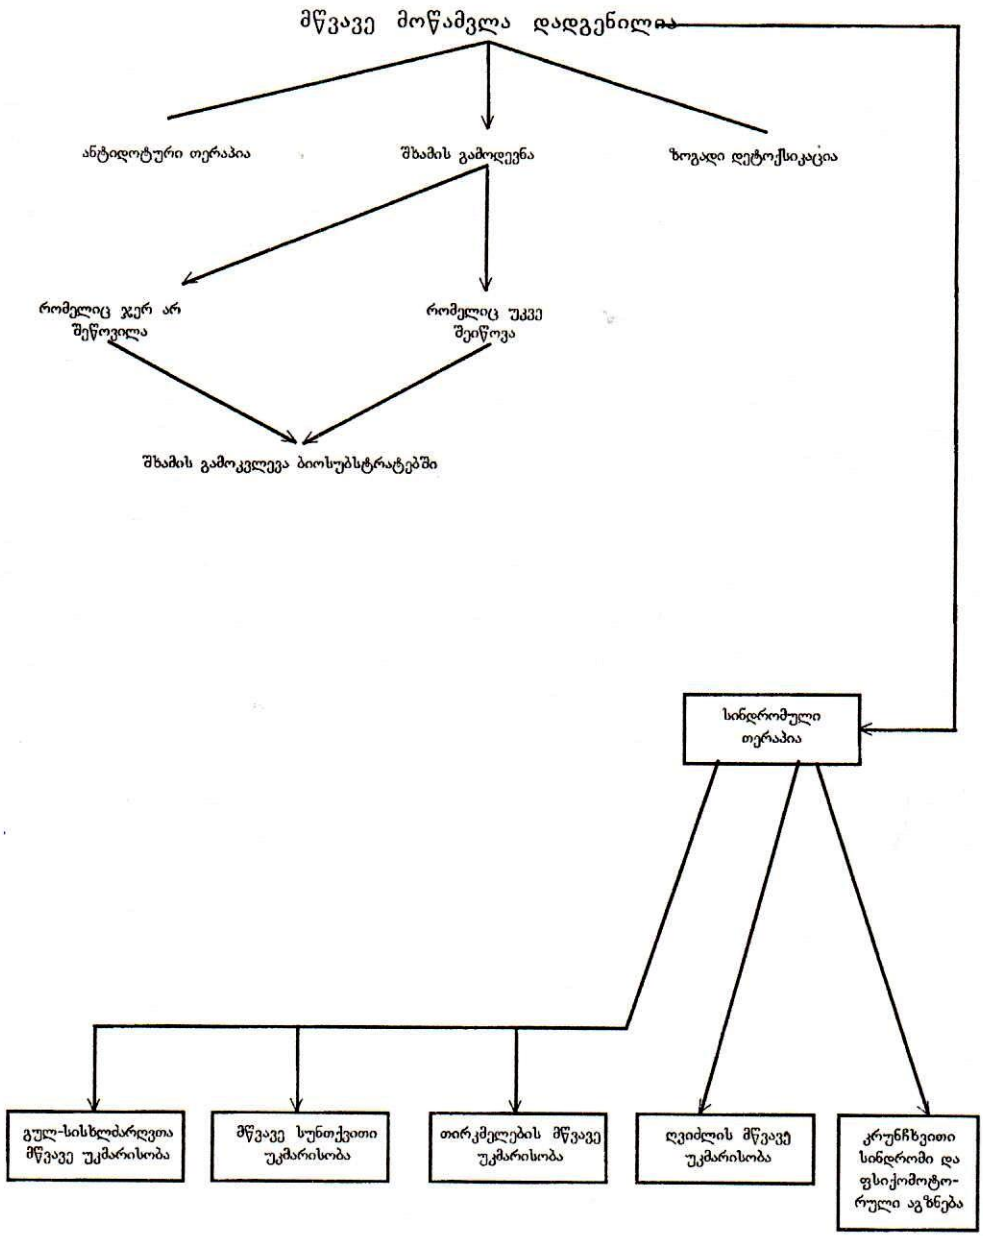 მწვავე მოწამვლა დადგენილია
ანტიდოტური თერაპია
შხამის გამოდევნა
ზოგადი დეტოქსიკაცია
რომელიც ჯერ არ
შეწოვილა
რომელიც უკვე
შეიწოვა
შხამის გამოკვლევა ბიოსუბსტრატებში
სინდრომული
თერაპია
გულ-სისხლძარღვთა
მწვავე უკმარისობა
მწვავე სუნთქვითი
უკმარისობა
თირკმელების მწვავე
უკმარისობა
ღვიძლის მწვავე
უკმარისობა
კრუნჩხვითი
სინდრომი და
ფსიქომოტო-
რული აგზნება